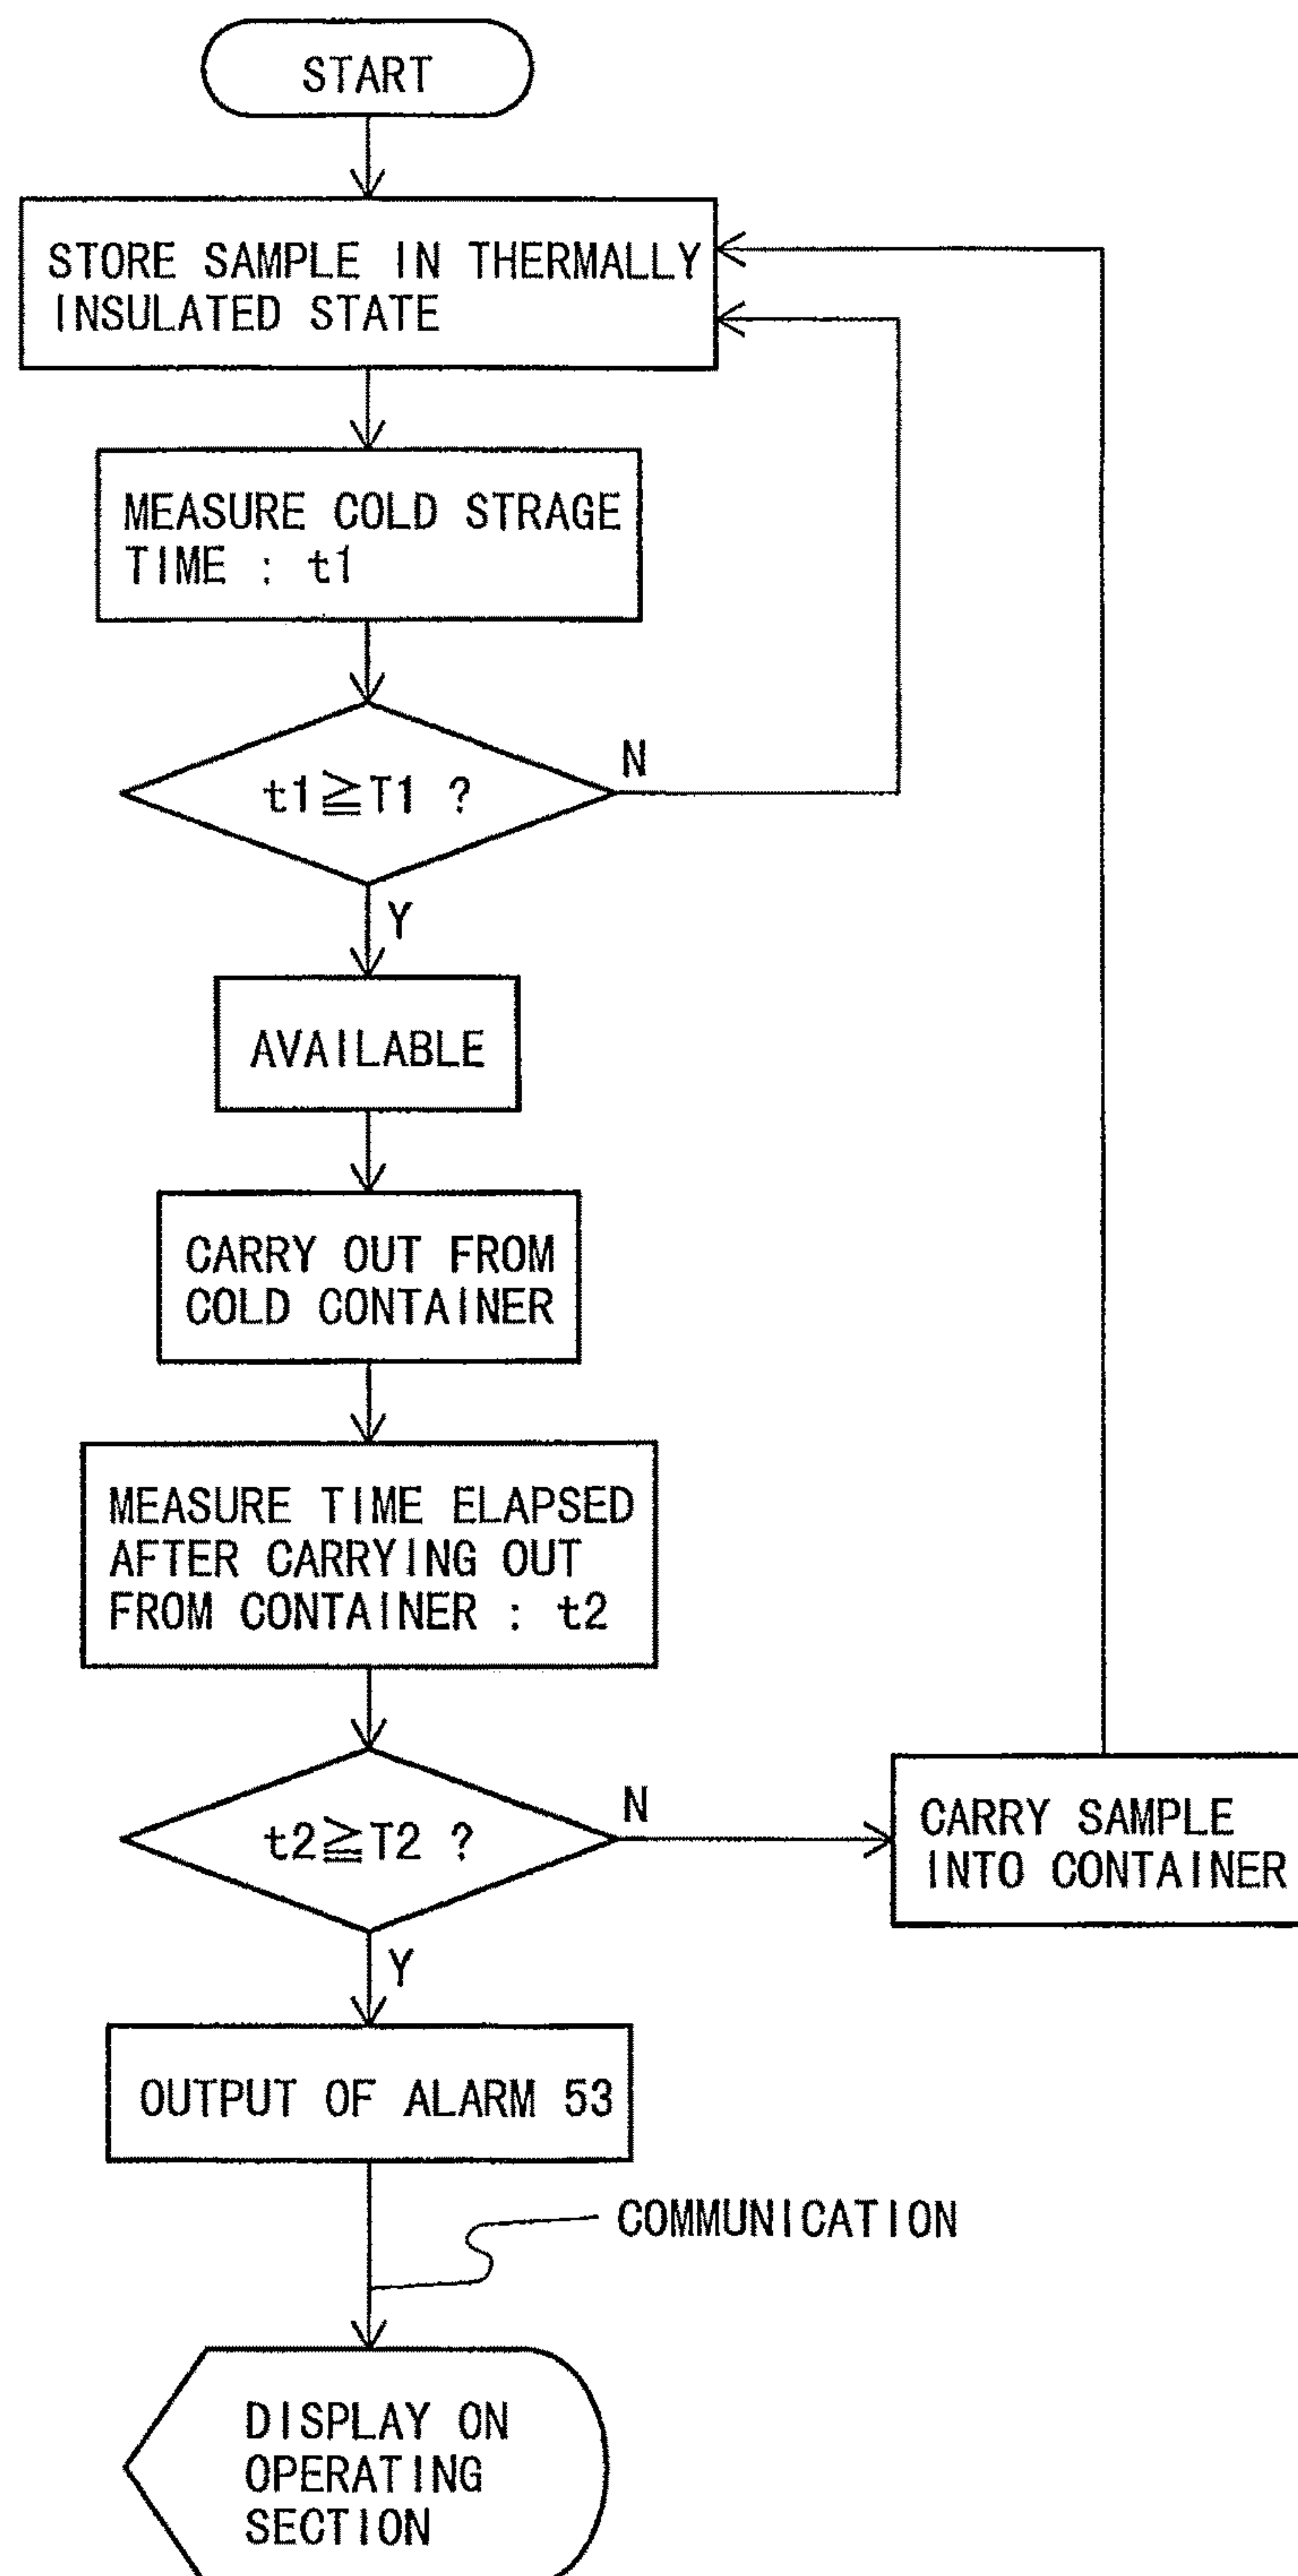 START
STORE SAMPLE IN THERMALLY
INSULATED STATE
MEASURE COLD STRAGE
TIME : t1
t1≧T1 ?
N
Y
AVAILABLE
CARRY OUT FROM
COLD CONTAINER
MEASURE TIME ELAPSED
AFTER CARRYING OUT
FROM CONTAINER : t2
t2≧T2 ?
N
CARRY SAMPLE
INTO CONTAINER
Y
OUTPUT OF ALARM 53
COMMUNICATION
DISPLAY ON
OPERATING
SECTION